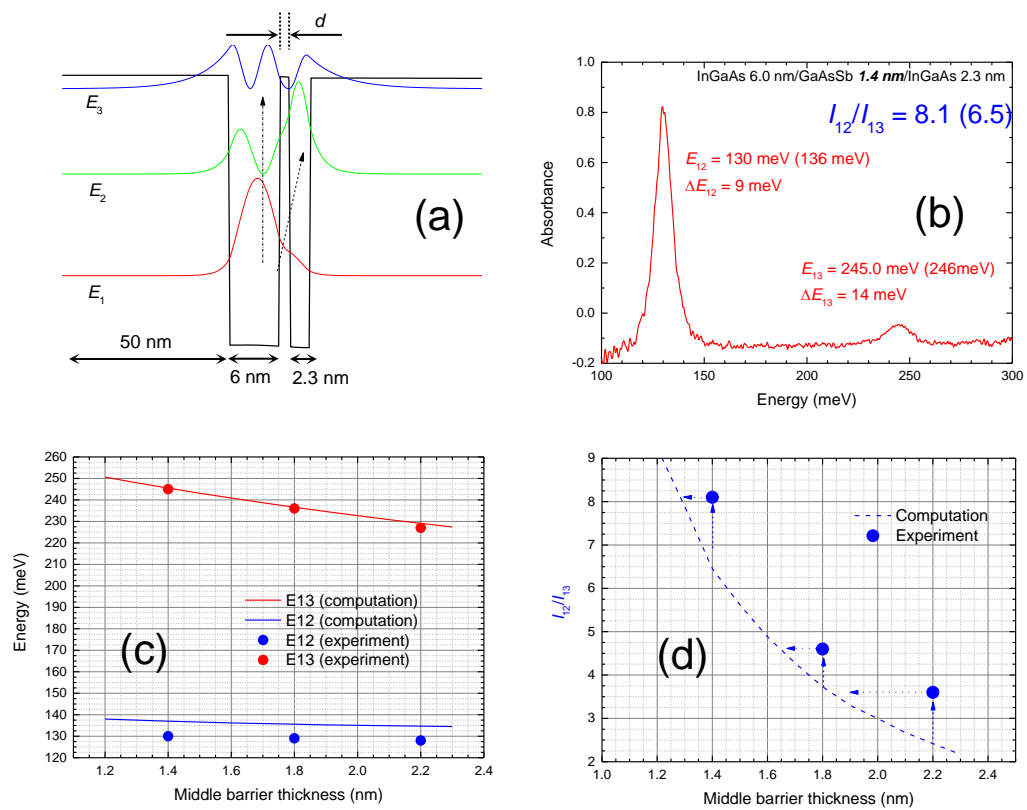 d
E3
E2
E1
(a)
50 nm
6 nm
2.3 nm
InGaAs 6.0 nm/GaAsSb 1.4 nm/InGaAs 2.3 nm
I12/I13 = 8.1 (6.5)
E12 = 130 meV (136 meV)
ΔE12 = 9 meV
(b)
E13 = 245.0 meV (246meV)
ΔE13 = 14 meV
Absorbance
1.0
0.8
0.6
0.4
0.2
0.0
-0.2
100
150
200
250
300
Energy (meV)
260
250
240
230
220
210
200
190
180
170
160
150
140
130
120
Energy (meV)
E13 (computation)
E12 (computation)
E12 (experiment)
E13 (experiment)
(c)
1.2
1.4
1.6
1.8
2.0
2.2
2.4
Middle barrier thickness (nm)
9
8
7
6
5
4
3
2
I12/I13
Computation
Experiment
(d)
1.0
1.2
1.4
1.6
1.8
2.0
2.2
2.4
Middle barrier thickness (nm)